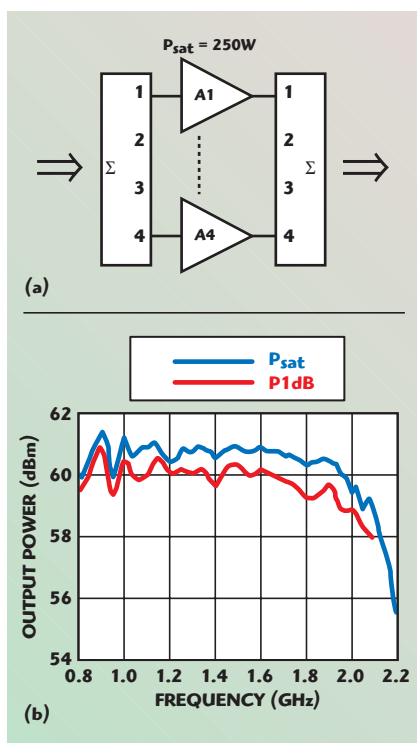 Psat = 250W
1 A1 1
2 2
Σ Σ
3 3
4 A4 4
(a)
Psat
P1dB
62
60
58
56
54
OUTPUT POWER (dBm)
0.8 1.0 1.2 1.4 1.6 1.8 2.0 2.2
FREQUENCY (GHz)
(b)